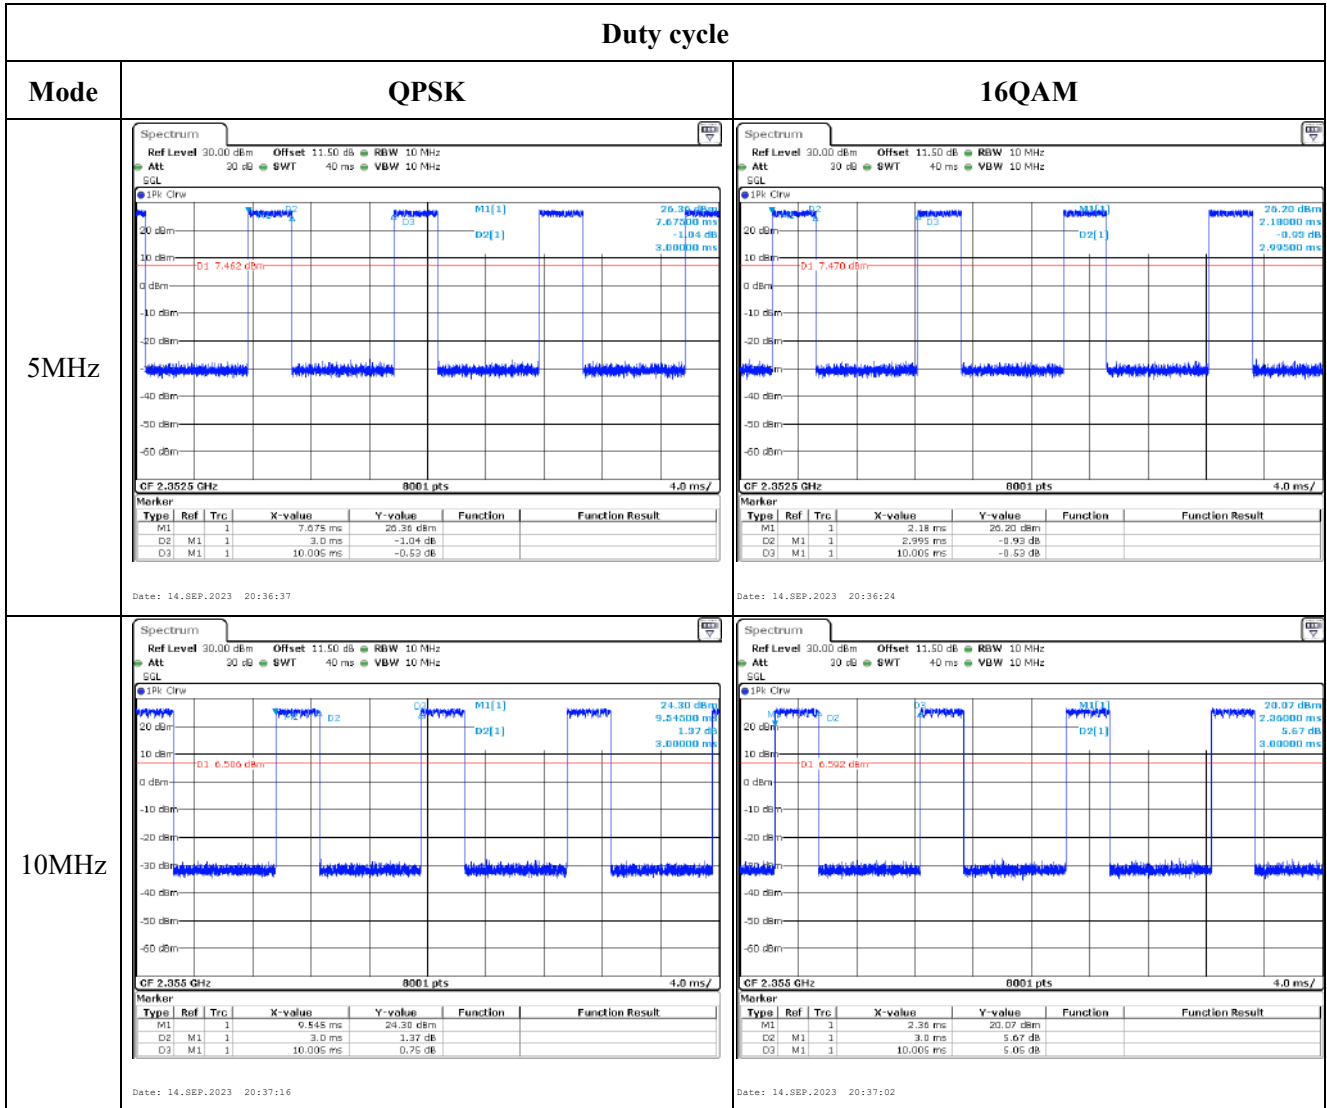 Duty cycle
Mode QPSK 16QAM
5MHz
Spectrum
Ref Level 30.00 dBm Offset 11.50 dB RBW 10 MHz
Att 30 dB SWT 40 ms VBW 10 MHz
SGL
1Pk Clrw
M1[1] 26.36 dBm
7.67500 ms
D2[1] -1.04 dB
3.00000 ms
D2
D3
20 dBm
10 dBm
D1 7.462 dBm
0 dBm
-10 dBm
-20 dBm
-40 dBm
-50 dBm
-60 dBm
CF 2.3525 GHz 8001 pts 4.0 ms/
Marker
Type Ref Trc X-value Y-value Function Function Result
M1 1 7.675 ms 26.36 dBm
D2 M1 1 3.0 ms -1.04 dB
D3 M1 1 10.005 ms -0.53 dB
Date: 14.SEP.2023 20:36:37
Spectrum
Ref Level 30.00 dBm Offset 11.50 dB RBW 10 MHz
Att 30 dB SWT 40 ms VBW 10 MHz
SGL
1Pk Clrw
M1[1] 26.20 dBm
2.18000 ms
D2[1] -0.93 dB
2.99500 ms
D2
D3
20 dBm
10 dBm
D1 7.470 dBm
0 dBm
-10 dBm
-20 dBm
-40 dBm
-50 dBm
-60 dBm
CF 2.3525 GHz 8001 pts 4.0 ms/
Marker
Type Ref Trc X-value Y-value Function Function Result
M1 1 2.18 ms 26.20 dBm
D2 M1 1 2.995 ms -0.93 dB
D3 M1 1 10.005 ms -0.53 dB
Date: 14.SEP.2023 20:36:24
10MHz
Spectrum
Ref Level 30.00 dBm Offset 11.50 dB RBW 10 MHz
Att 30 dB SWT 40 ms VBW 10 MHz
SGL
1Pk Clrw
M1[1] 24.30 dBm
9.54500 ms
D2[1] 1.37 dB
3.00000 ms
D2
D3
20 dBm
10 dBm
D1 6.506 dBm
0 dBm
-10 dBm
-20 dBm
-30 dBm
-40 dBm
-50 dBm
-60 dBm
CF 2.355 GHz 8001 pts 4.0 ms/
Marker
Type Ref Trc X-value Y-value Function Function Result
M1 1 9.545 ms 24.30 dBm
D2 M1 1 3.0 ms 1.37 dB
D3 M1 1 10.005 ms 0.75 dB
Date: 14.SEP.2023 20:37:16
Spectrum
Ref Level 30.00 dBm Offset 11.50 dB RBW 10 MHz
Att 30 dB SWT 40 ms VBW 10 MHz
SGL
1Pk Clrw
M1[1] 20.07 dBm
2.36000 ms
D2[1] 5.67 dB
3.00000 ms
D2
D3
20 dBm
10 dBm
D1 6.592 dBm
0 dBm
-10 dBm
-20 dBm
-40 dBm
-50 dBm
-60 dBm
CF 2.355 GHz 8001 pts 4.0 ms/
Marker
Type Ref Trc X-value Y-value Function Function Result
M1 1 2.36 ms 20.07 dBm
D2 M1 1 3.0 ms 5.67 dB
D3 M1 1 10.005 ms 5.05 dB
Date: 14.SEP.2023 20:37:02